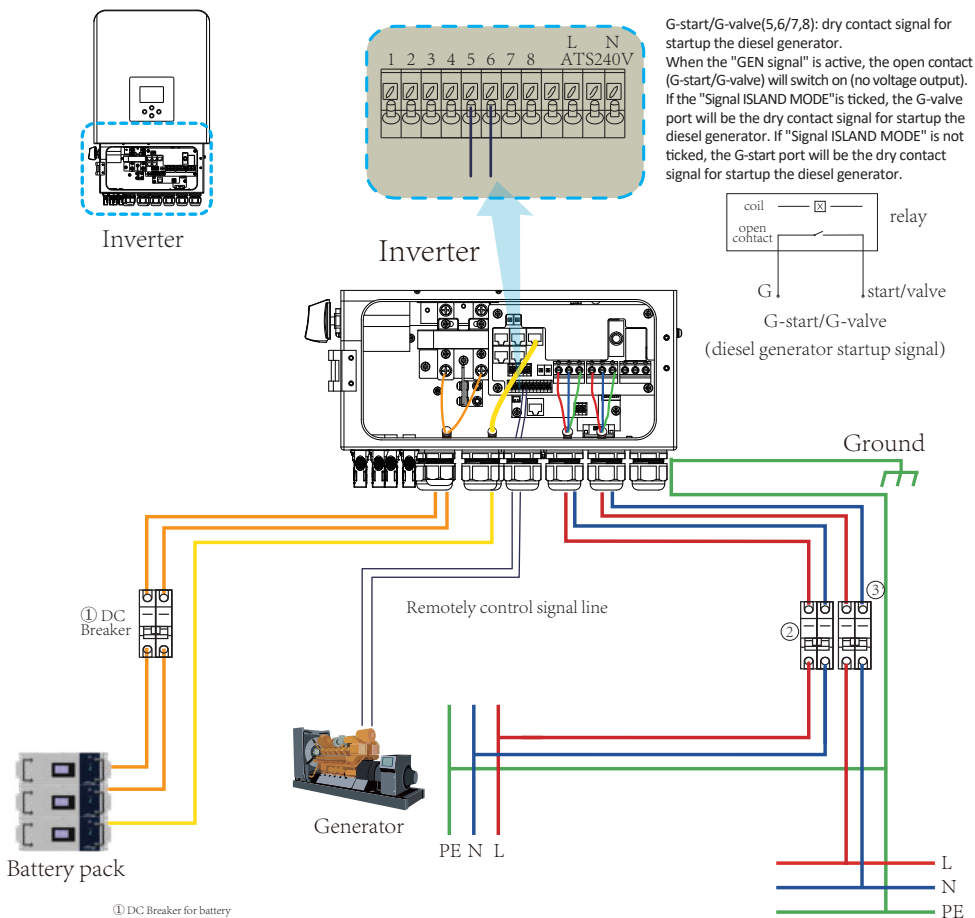 G-start/G-valve(5,6/7,8): dry contact signal for
startup the diesel generator.
When the "GEN signal" is active, the open contact
(G-start/G-valve) will switch on (no voltage output).
If the "Signal ISLAND MODE"is ticked, the G-valve
port will be the dry contact signal for startup the
diesel generator. If "Signal ISLAND MODE" is not
ticked, the G-start port will be the dry contact
signal for startup the diesel generator.
L N
1 2 3 4 5 6 7 8 ATS240V
Inverter
coil
X
open
contact
relay
G
start/valve
G-start/G-valve
(diesel generator startup signal)
Inverter
Ground
① DC
Breaker
Remotely control signal line
②
③
Generator
Battery pack
PE N L
L
N
PE
① DC Breaker for battery